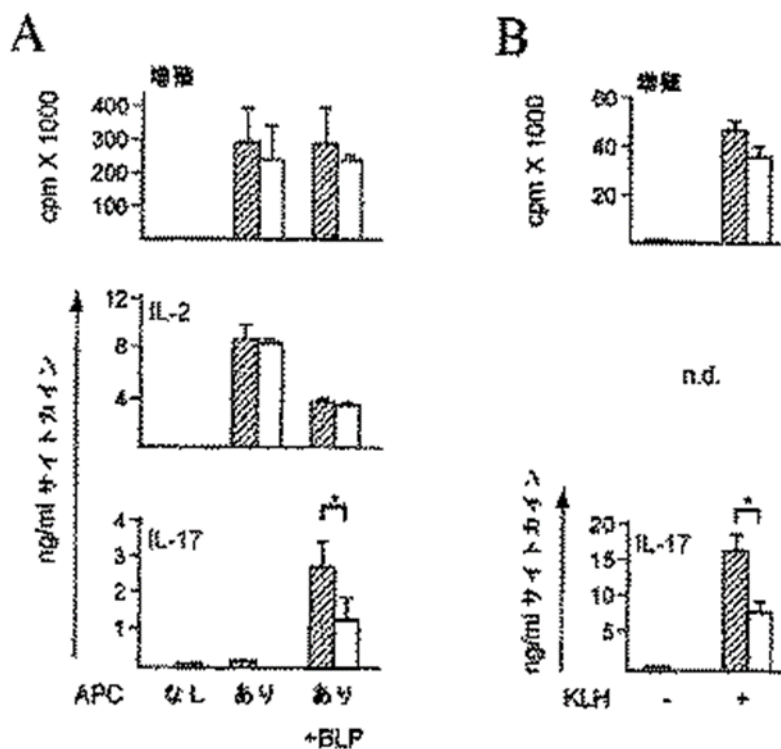 A
増殖
cpm X 1000
400
300
200
100
ng/ml サイトカイン
12
8
4
IL-2
4
3
2
1
IL-17
*
APC なし あり あり
+BLP
B
増殖
cpm X 1000
60
40
20
n.d.
ng/ml サイトカイン
20
15
10
5
IL-17
*
KLH - +